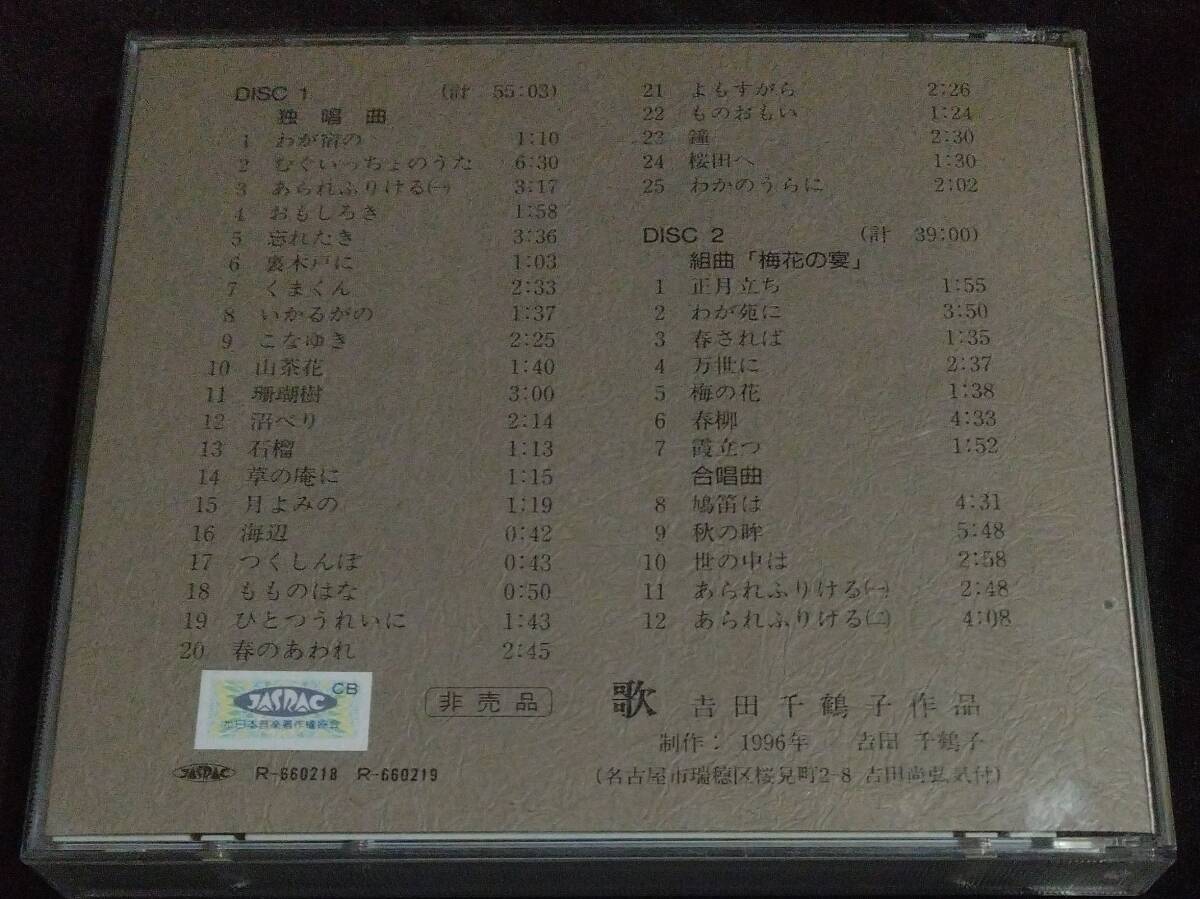 DISC 1 (計 55:03)
独唱曲
1 わが宿の 1:10
2 むぐいっちょのうた 6:30
3 あられふりける(一) 3:17
4 おもしろき 1:58
5 忘れたき 3:36
6 裏木戸に 1:03
7 くまくん 2:33
8 いかるがの 1:37
9 こなゆき 2:25
10 山茶花 1:40
11 珊瑚樹 3:00
12 沼べり 2:14
13 石榴 1:13
14 草の庵に 1:15
15 月よみの 1:19
16 海辺 0:42
17 つくしんぼ 0:43
18 もものはな 0:50
19 ひとつうれいに 1:43
20 春のあわれ 2:45
21 よもすがら 2:26
22 ものおもい 1:24
23 鐘 2:30
24 桜田へ 1:30
25 わかのうらに 2:02
DISC 2 (計 39:00)
組曲「梅花の宴」
1 正月立ち 1:55
2 わが苑に 3:50
3 春されば 1:35
4 万世に 2:37
5 梅の花 1:38
6 春柳 4:33
7 霞立つ 1:52
合唱曲
8 鳩笛は 4:31
9 秋の眸 5:48
10 世の中は 2:58
11 あられふりける(一) 2:48
12 あられふりける(二) 4:08
JASRAC CB
日本音楽著作権協会
非売品
歌 吉田千鶴子作品
制作: 1996年 吉田 千鶴子
JASRAC R-660218 R-660219
(名古屋市瑞穂区桜見町2-8 吉田尚弘気付)